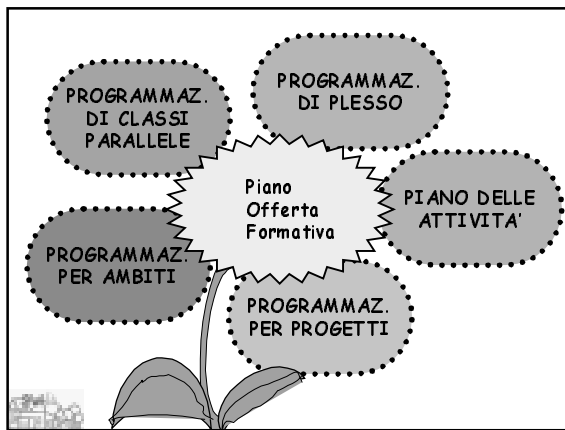 PROGRAMMAZ.
DI CLASSI
PARALLELE
PROGRAMMAZ.
DI PLESSO
Piano
Offerta
Formativa
PIANO DELLE
ATTIVITA'
PROGRAMMAZ.
PER AMBITI
PROGRAMMAZ.
PER PROGETTI